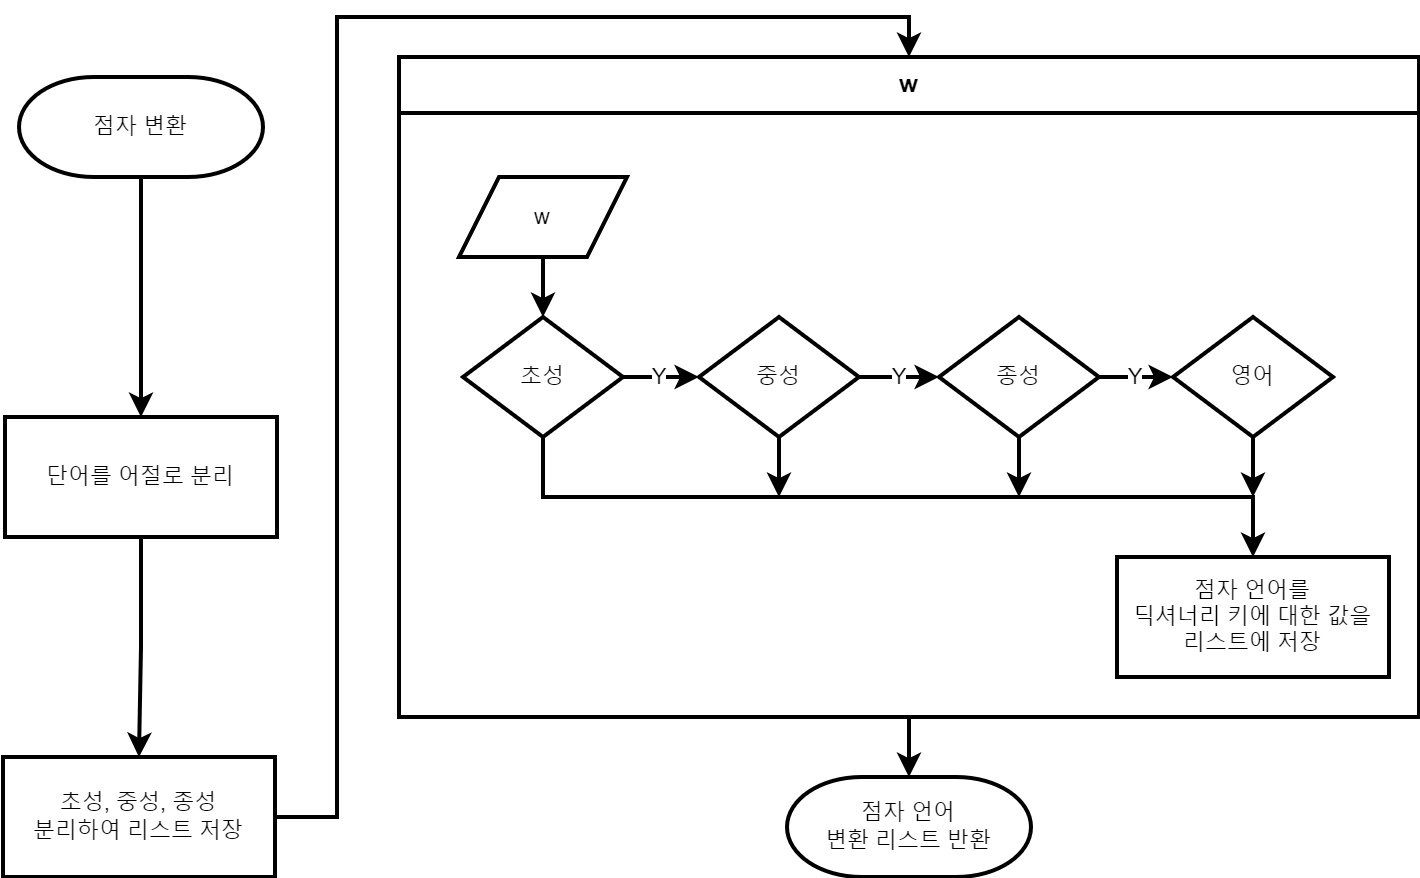 점자 변환
단어를 어절로 분리
초성, 중성, 종성
분리하여 리스트 저장
w
w
초성
Y
중성
Y
종성
Y
영어
점자 언어를
딕셔너리 키에 대한 값을
리스트에 저장
점자 언어
변환 리스트 반환